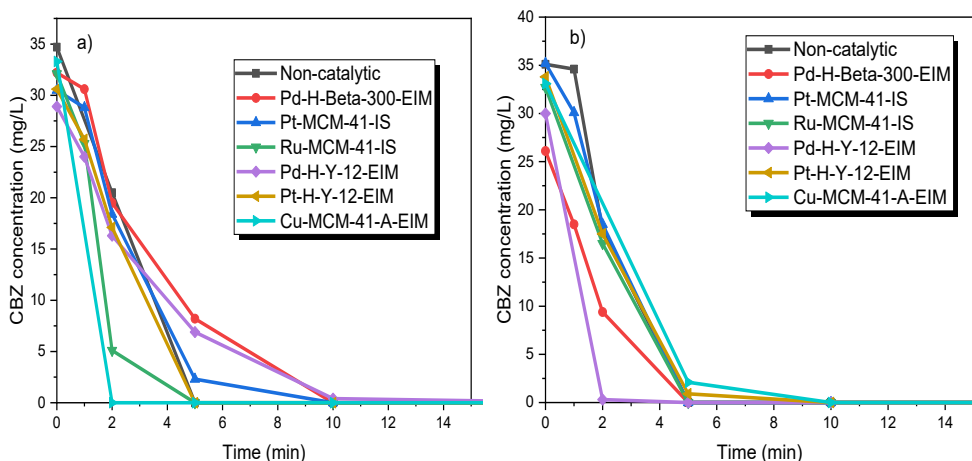 a)
CBZ concentration (mg/L)
35
30
25
20
15
10
5
0
Non-catalytic
Pd-H-Beta-300-EIM
Pt-MCM-41-IS
Ru-MCM-41-IS
Pd-H-Y-12-EIM
Pt-H-Y-12-EIM
Cu-MCM-41-A-EIM
0 2 4 6 8 10 12 14
Time (min)
b)
CBZ concentration (mg/L)
40
35
30
25
20
15
10
5
0
Non-catalytic
Pd-H-Beta-300-EIM
Pt-MCM-41-IS
Ru-MCM-41-IS
Pd-H-Y-12-EIM
Pt-H-Y-12-EIM
Cu-MCM-41-A-EIM
0 2 4 6 8 10 12 14
Time (min)